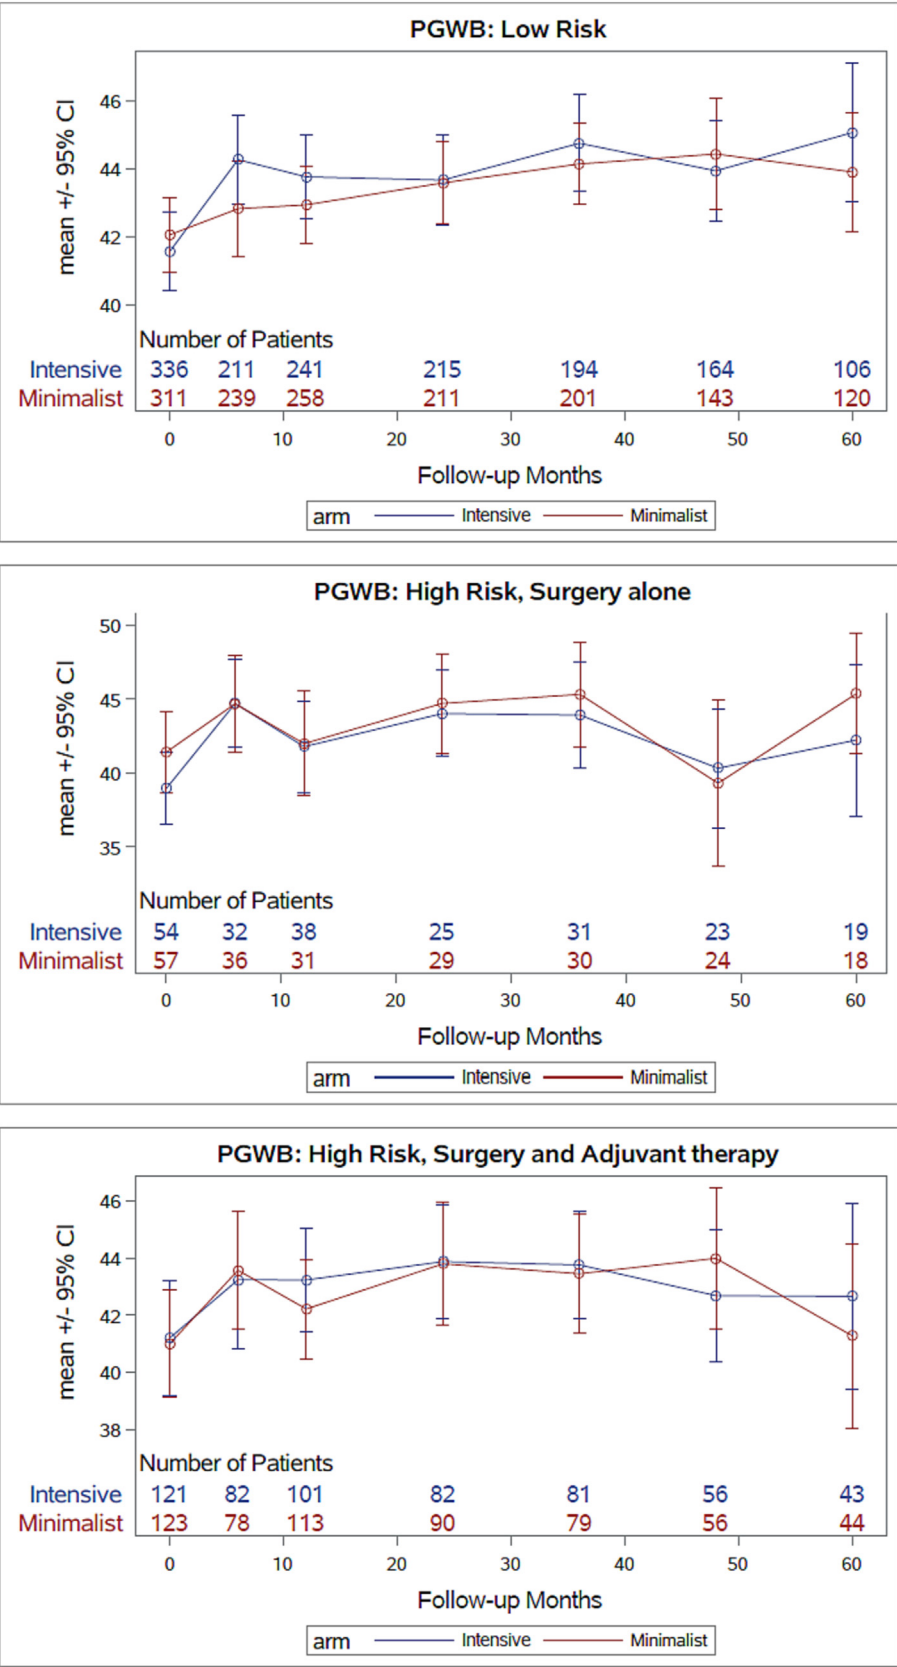 PGWB: Low Risk
mean +/- 95% CI
46
44
42
40
Number of Patients
Intensive 336 211 241 215 194 164 106
Minimalist 311 239 258 211 201 143 120
0 10 20 30 40 50 60
Follow-up Months
arm Intensive Minimalist
PGWB: High Risk, Surgery alone
mean +/- 95% CI
50
45
40
35
Number of Patients
Intensive 54 32 38 25 31 23 19
Minimalist 57 36 31 29 30 24 18
0 10 20 30 40 50 60
Follow-up Months
arm Intensive Minimalist
PGWB: High Risk, Surgery and Adjuvant therapy
mean +/- 95% CI
46
44
42
40
38
Number of Patients
Intensive 121 82 101 82 81 56 43
Minimalist 123 78 113 90 79 56 44
0 10 20 30 40 50 60
Follow-up Months
arm Intensive Minimalist